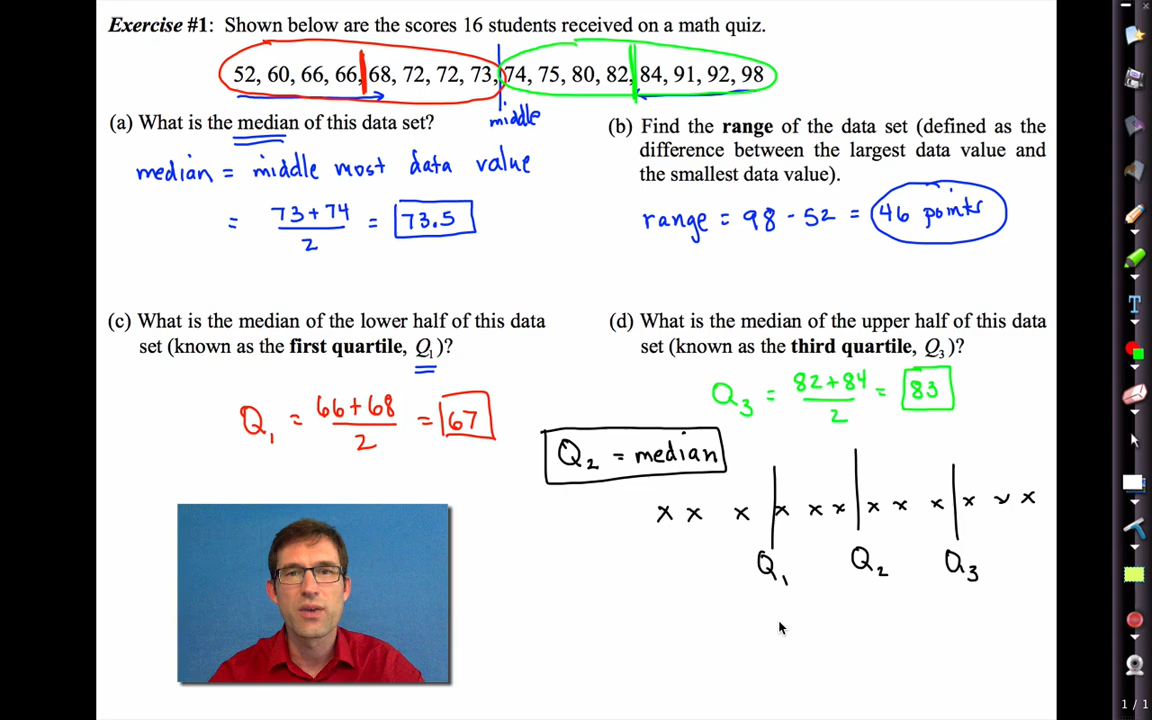 Exercise #1: Shown below are the scores 16 students received on a math quiz.
52, 60, 66, 66, 68, 72, 72, 73, 74, 75, 80, 82, 84, 91, 92, 98
middle
(a) What is the median of this data set?
median = middle most data value
= 73+74/2 = 73.5
(b) Find the range of the data set (defined as the
difference between the largest data value and
the smallest data value).
range = 98 - 52 = 46 points
(c) What is the median of the lower half of this data
set (known as the first quartile, Q₁)?
Q₁ = 66+68/2 = 67
(d) What is the median of the upper half of this data
set (known as the third quartile, Q₃)?
Q₃ = 82+84/2 = 83
Q₂ = median
x x x x x x x x x x x x
Q₁ Q₂ Q₃
T
1 / 1